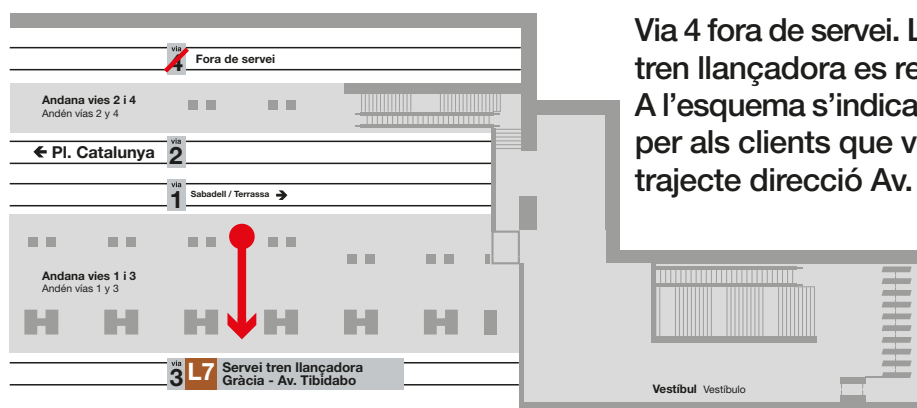 via
4 Fora de servei
Andana vies 2 i 4
Andén vías 2 y 4
← Pl. Catalunya
via
2
via
1
Sabadell / Terrassa →
Andana vies 1 i 3
Andén vías 1 y 3
via
3 L7 Servei tren llançadora
Gràcia - Av. Tibidabo
Vestíbul Vestíbulo
Via 4 fora de servei.
tren llançadora es
A l’esquema s’indica
per als clients que
trajecte direcció Av.